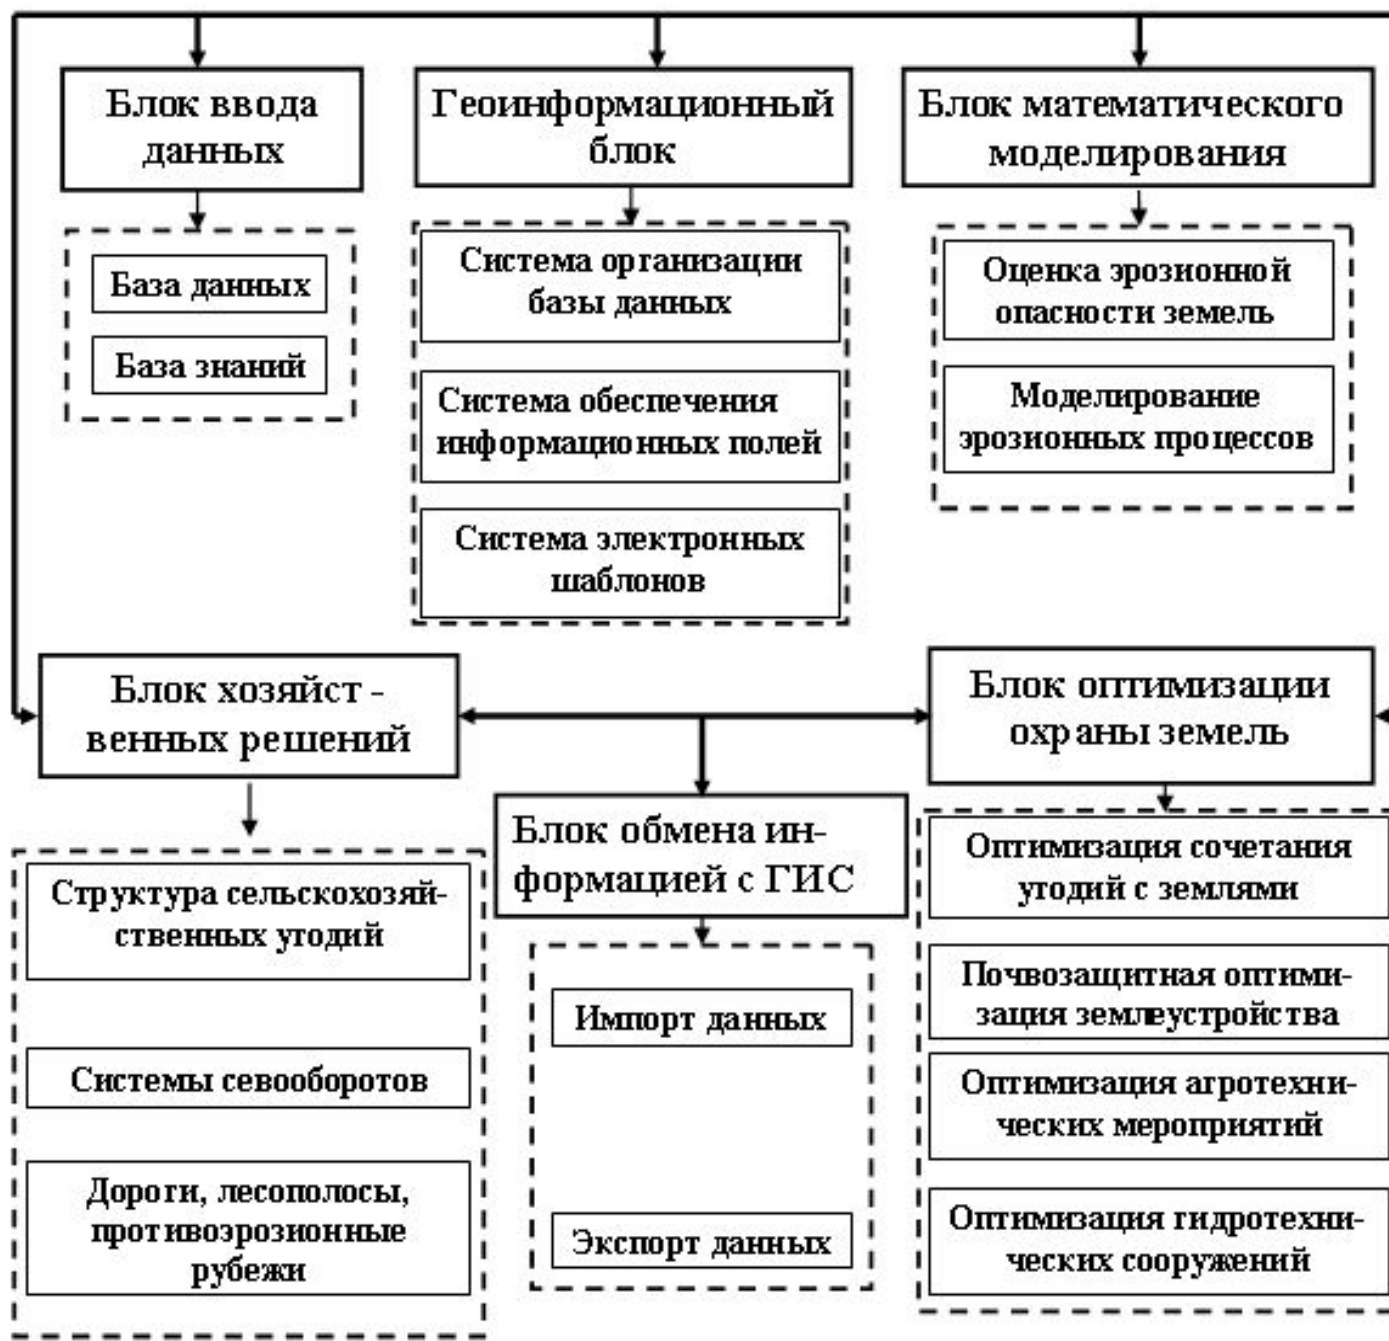 Блок ввода
данных
Геоинформационный
блок
Блок математического
моделирования
База данных
База знаний
Система организации
базы данных
Система обеспечения
информационных полей
Система электронных
шаблонов
Оценка эрозионной
опасности земель
Моделирование
эрозионных процессов
Блок хозяйст -
венных решений
Блок обмена ин-
формацией с ГИС
Блок оптимизации
охраны земель
Структура сельскохозяй-
ственных угодий
Системы севооборотов
Дороги, лесополосы,
противоэрозионные
рубежи
Импорт данных
Экспорт данных
Оптимизация сочетания
угодий с землями
Почвозащитная оптими-
зация землеустройства
Оптимизация агротехни-
ческих мероприятий
Оптимизация гидротехни-
ческих сооружений